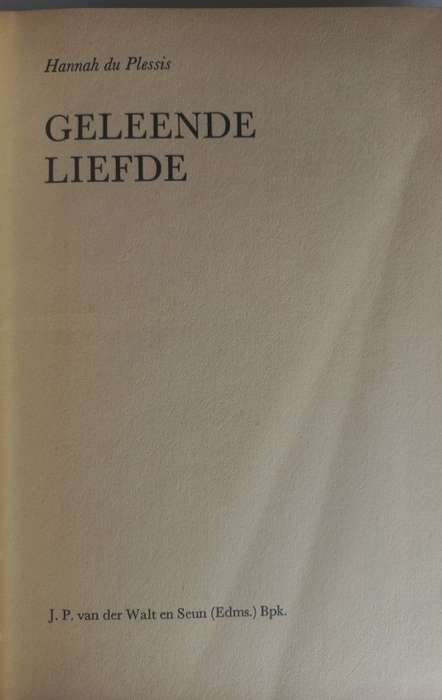 Hannah du Plessis
GELEENDE
LIEFDE
J. P. van der Walt en Seun (Edms.) Bpk.